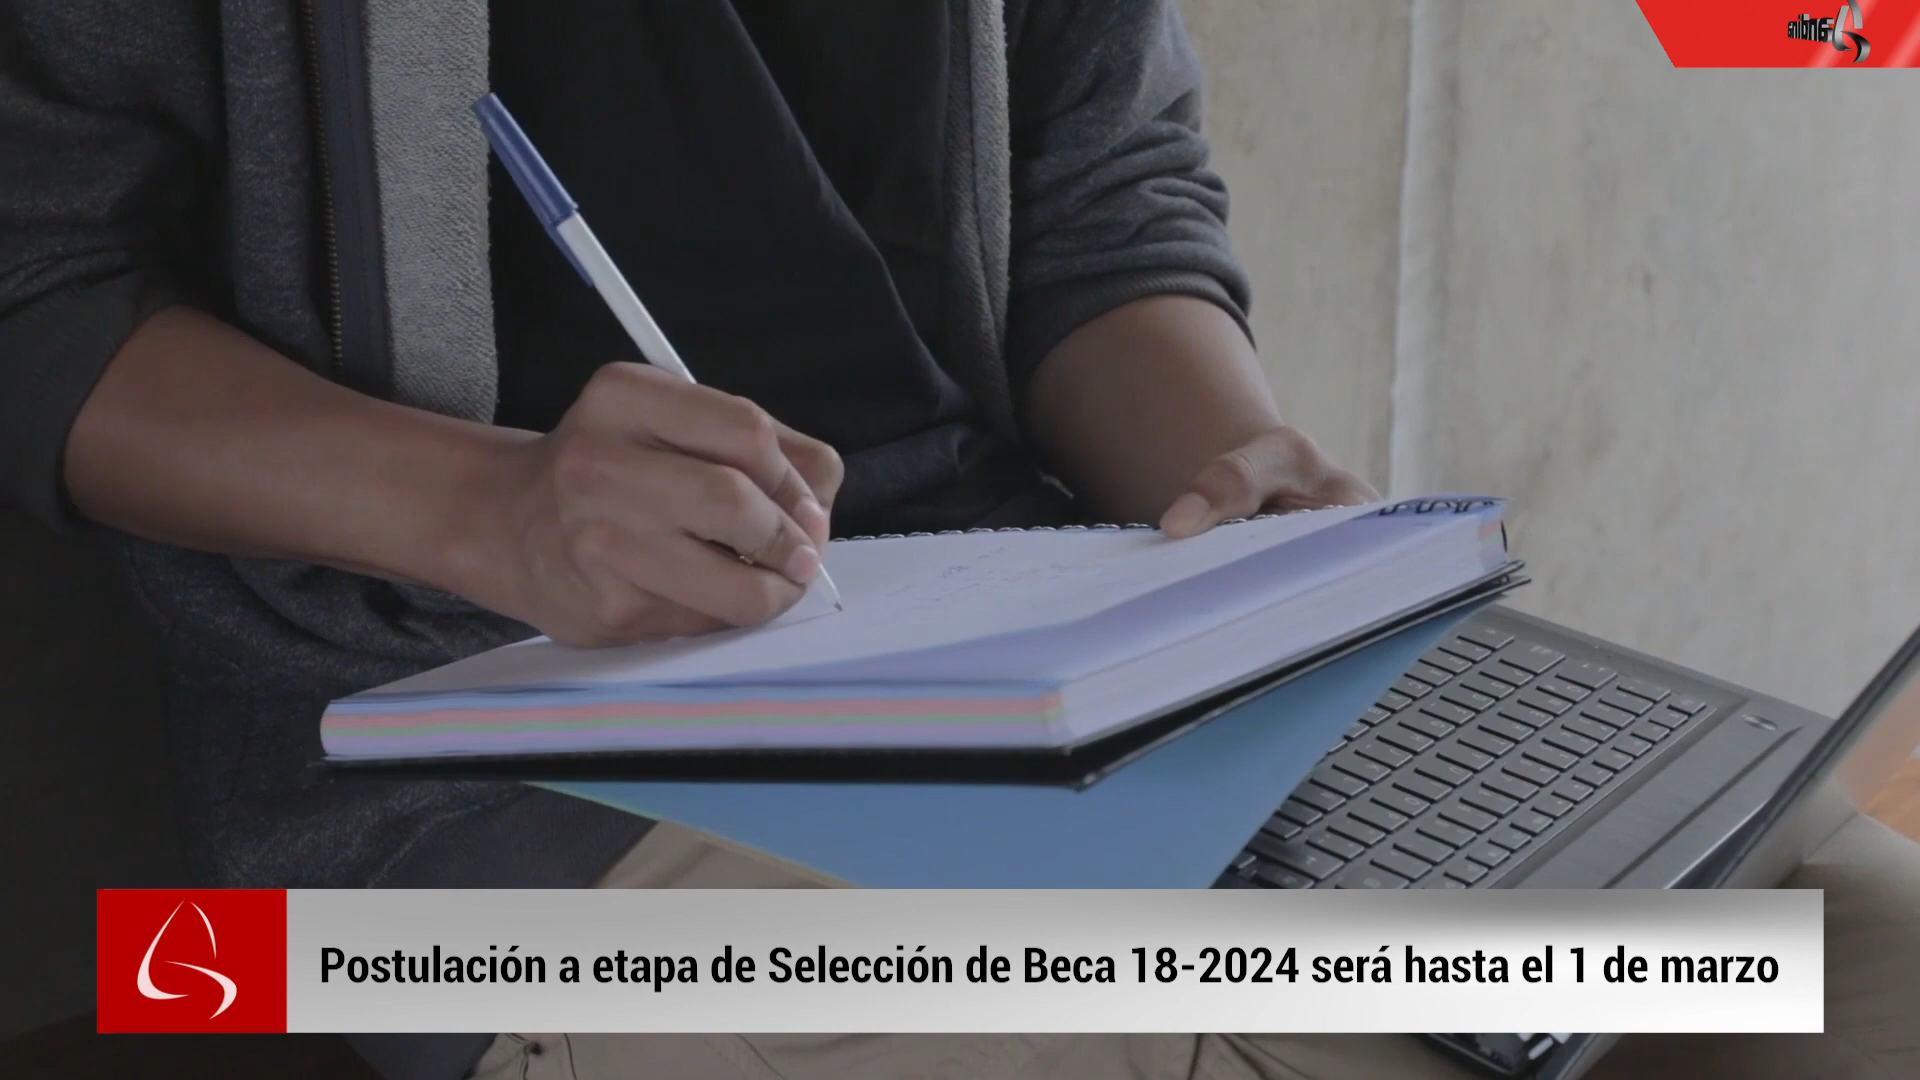 Postulación a etapa de Selección de Beca 18-2024 será hasta el 1 de marzo